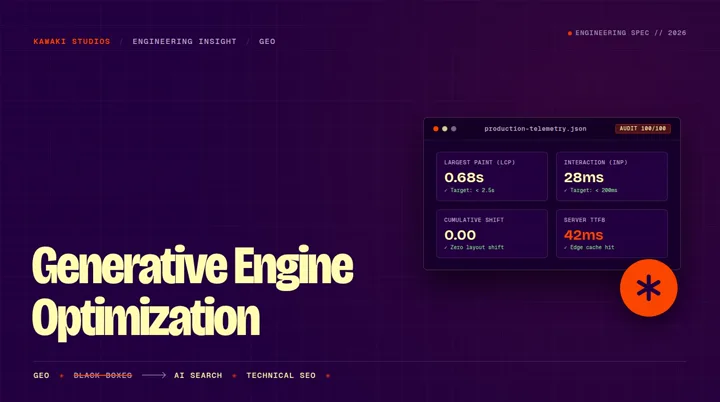 KAWAKI STUDIOS / ENGINEERING INSIGHT / GEO
ENGINEERING SPEC // 2026
production-telemetry.json
AUDIT 100/100
LARGEST PAINT (LCP)
0.68s
✓ Target: < 2.5s
INTERACTION (INP)
28ms
✓ Target: < 200ms
CUMULATIVE SHIFT
0.00
✓ Zero layout shift
SERVER TTFB
42ms
✓ Edge cache hit
Generative Engine
Optimization
GEO * BLACK BOXES → AI SEARCH * TECHNICAL SEO *